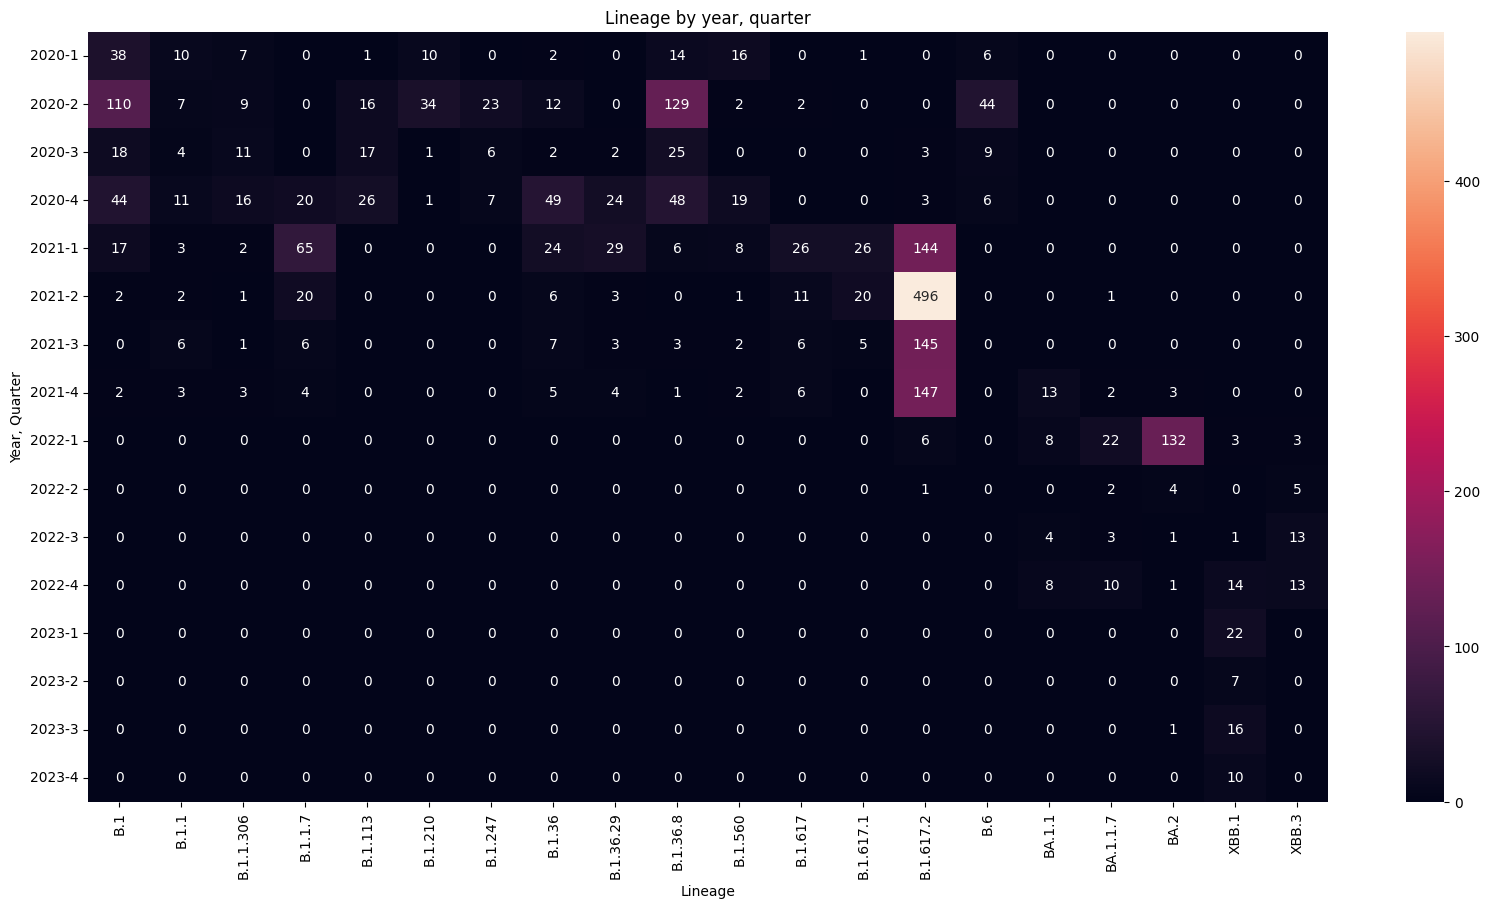 Lineage by year, quarter
Year, Quarter
2020-1 38 10 7 0 1 10 0 2 0 14 16 0 1 0 6 0 0 0 0 0
2020-2 110 7 9 0 16 34 23 12 0 129 2 2 0 0 44 0 0 0 0 0
2020-3 18 4 11 0 17 1 6 2 2 25 0 0 0 3 9 0 0 0 0 0
2020-4 44 11 16 20 26 1 7 49 24 48 19 0 0 3 6 0 0 0 0 0
2021-1 17 3 2 65 0 0 0 24 29 6 8 26 26 144 0 0 0 0 0 0
2021-2 2 2 1 20 0 0 0 6 3 0 1 11 20 496 0 0 1 0 0 0
2021-3 0 6 1 6 0 0 0 7 3 3 2 6 5 145 0 0 0 0 0 0
2021-4 2 3 3 4 0 0 0 5 4 1 2 6 0 147 0 13 2 3 0 0
2022-1 0 0 0 0 0 0 0 0 0 0 0 0 0 6 0 8 22 132 3 3
2022-2 0 0 0 0 0 0 0 0 0 0 0 0 0 1 0 0 2 4 0 5
2022-3 0 0 0 0 0 0 0 0 0 0 0 0 0 0 0 4 3 1 1 13
2022-4 0 0 0 0 0 0 0 0 0 0 0 0 0 0 0 8 10 1 14 13
2023-1 0 0 0 0 0 0 0 0 0 0 0 0 0 0 0 0 0 0 22 0
2023-2 0 0 0 0 0 0 0 0 0 0 0 0 0 0 0 0 0 0 7 0
2023-3 0 0 0 0 0 0 0 0 0 0 0 0 0 0 0 0 0 1 16 0
2023-4 0 0 0 0 0 0 0 0 0 0 0 0 0 0 0 0 0 0 10 0
B.1
B.1.1
B.1.1.306
B.1.1.7
B.1.113
B.1.210
B.1.247
B.1.36
B.1.36.29
B.1.36.8
B.1.560
B.1.617
B.1.617.1
B.1.617.2
B.6
BA.1.1
BA.1.1.7
BA.2
XBB.1
XBB.3
Lineage
400
300
200
100
0